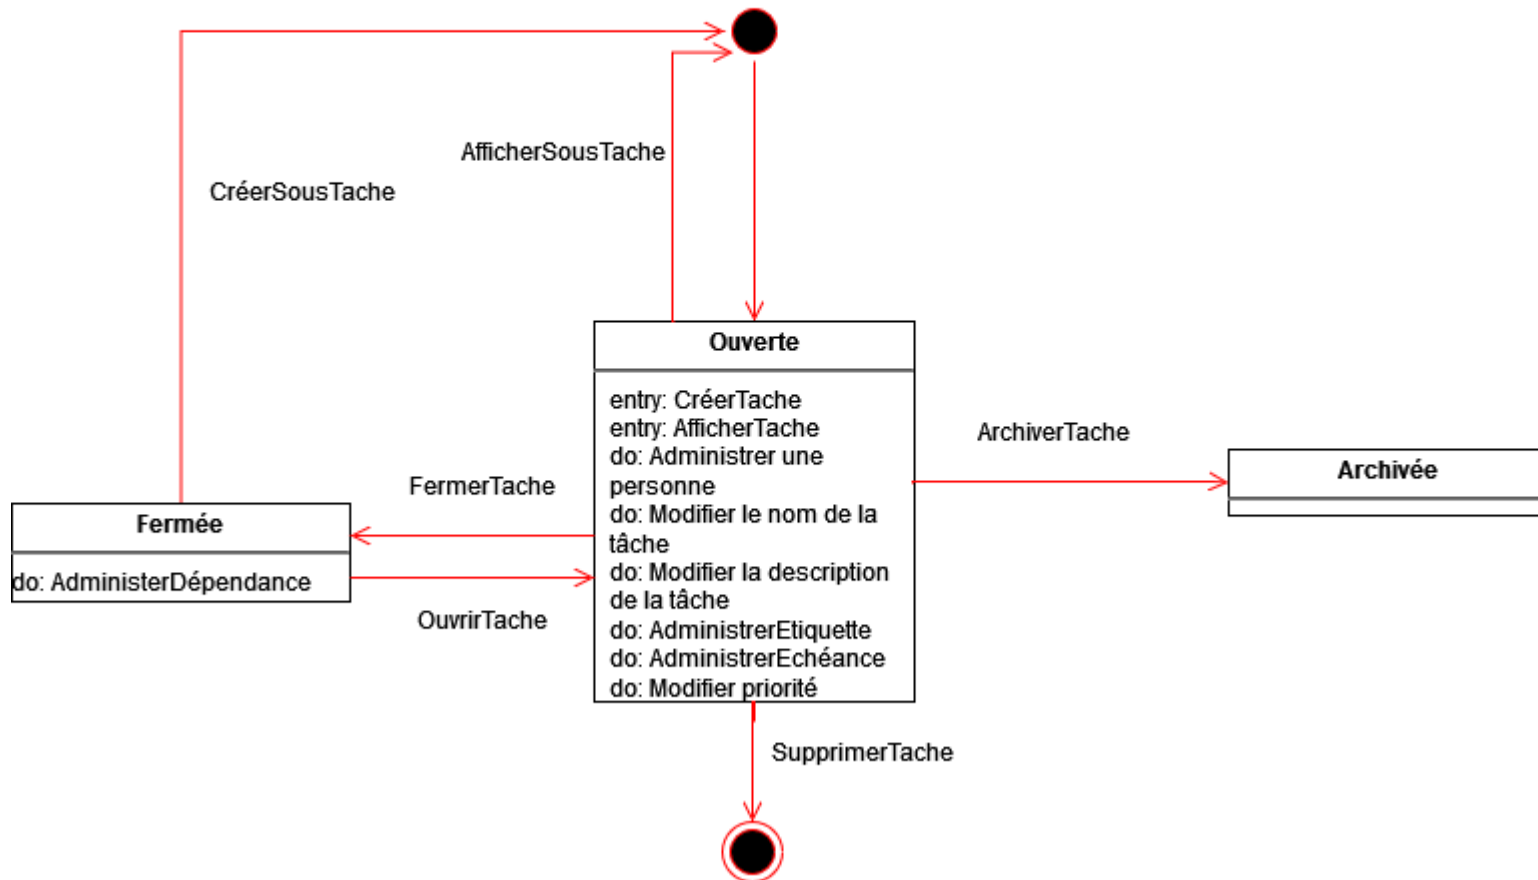 AfficherSousTache
CréerSousTache
Ouverte
entry: CréerTache
entry: AfficherTache
do: Administrer une
personne
do: Modifier le nom de la
tâche
do: Modifier la description
de la tâche
do: AdministrerEtiquette
do: AdministrerEchéance
do: Modifier priorité
ArchiverTache
Archivée
FermerTache
Fermée
do: AdministerDépendance
OuvrirTache
SupprimerTache